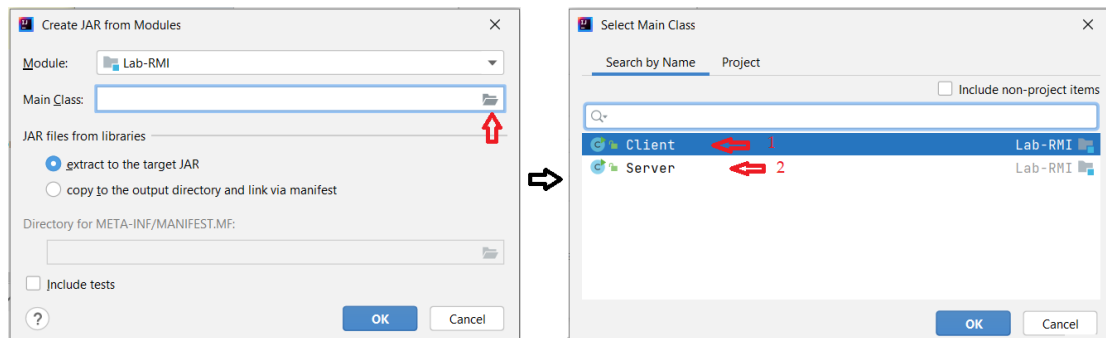 Create JAR from Modules
Module: Lab-RMI
Main Class:
JAR files from libraries
extract to the target JAR
copy to the output directory and link via manifest
Directory for META-INF/MANIFEST.MF:
Include tests
? OK Cancel
Select Main Class
Search by Name Project
Include non-project items
C Client 1 Lab-RMI
C Server 2 Lab-RMI
OK Cancel